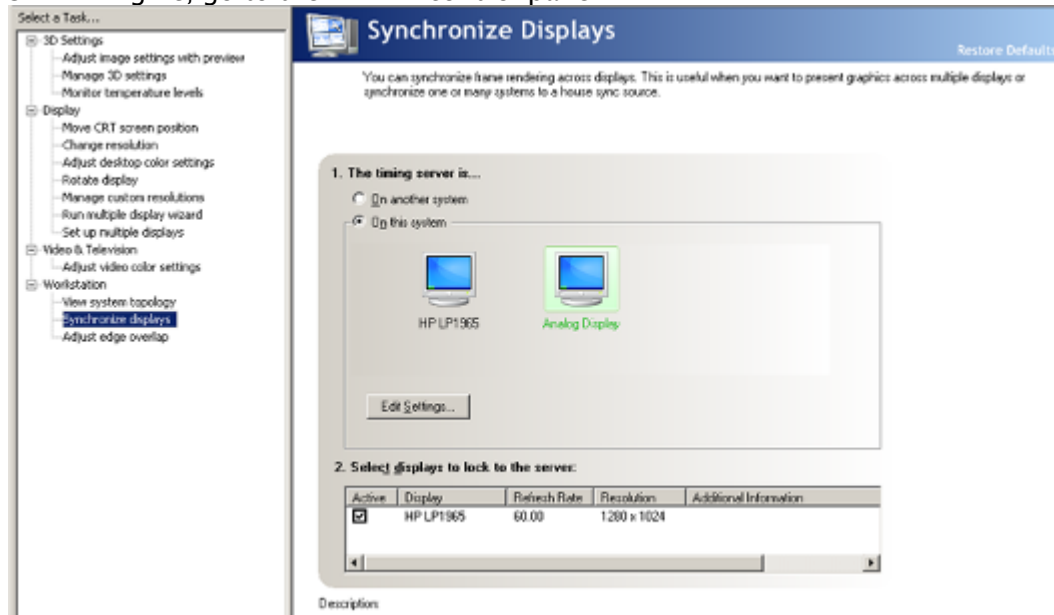 Select a Task...
3D Settings
Adjust image settings with preview
Manage 3D settings
Monitor temperature levels
Display
Move CRT screen position
Change resolution
Adjust desktop color settings
Rotate display
Manage custom resolutions
Run multiple display wizard
Set up multiple displays
Video & Television
Adjust video color settings
Workstation
View system topology
Synchronize displays
Adjust edge overlap
Synchronize Displays
Restore Defaults
You can synchronize frame rendering across displays. This is useful when you want to present graphics across multiple displays or
synchronize one or many systems to a house sync source.
1. The timing server is...
On another system
On this system
HP LP1965 Analog Display
Edit Settings...
2. Select displays to lock to the server:
Active Display Refresh Rate Resolution Additional Information
HP LP1965 60.00 1280 x 1024
Description: